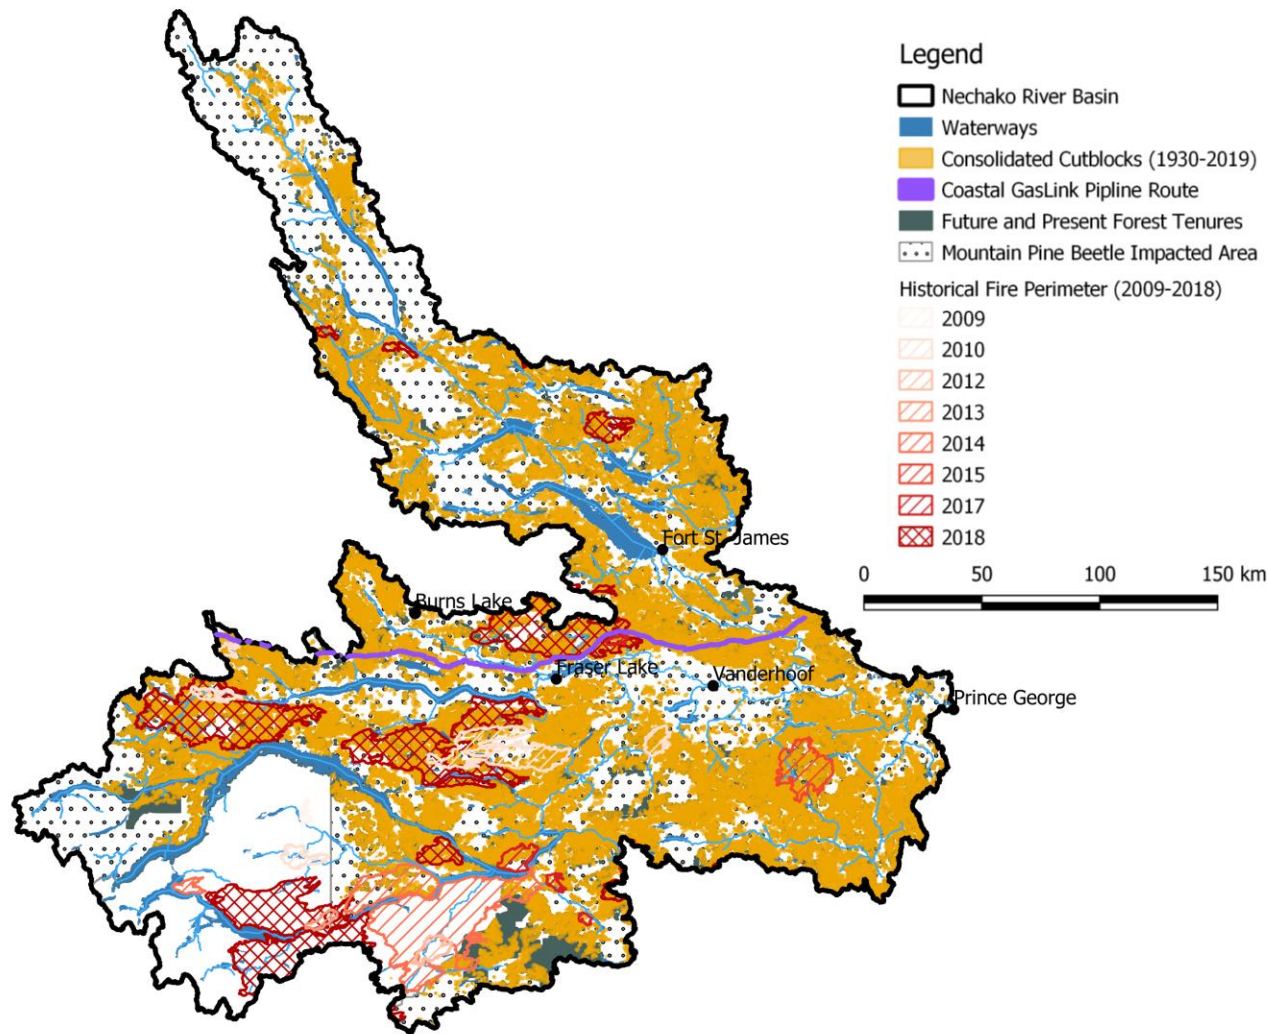 Legend
Nechako River Basin
Waterways
Consolidated Cutblocks (1930-2019)
Coastal GasLink Pipline Route
Future and Present Forest Tenures
Mountain Pine Beetle Impacted Area
Historical Fire Perimeter (2009-2018)
2009
2010
2012
2013
2014
2015
2017
2018
Fort St. James
0 50 100 150 km
Burns Lake
Fraser Lake
Vanderhoof
Prince George